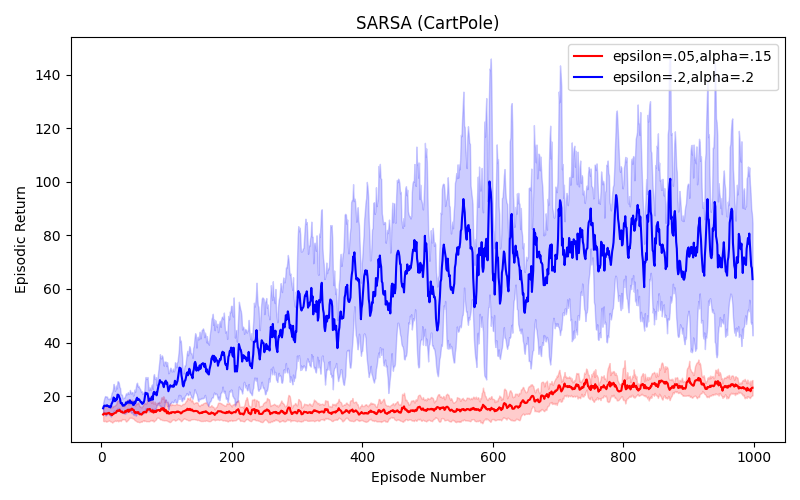 SARSA (CartPole)
epsilon=.05,alpha=.15
epsilon=.2,alpha=.2
Episodic Return
140
120
100
80
60
40
20
0 200 400 600 800 1000
Episode Number